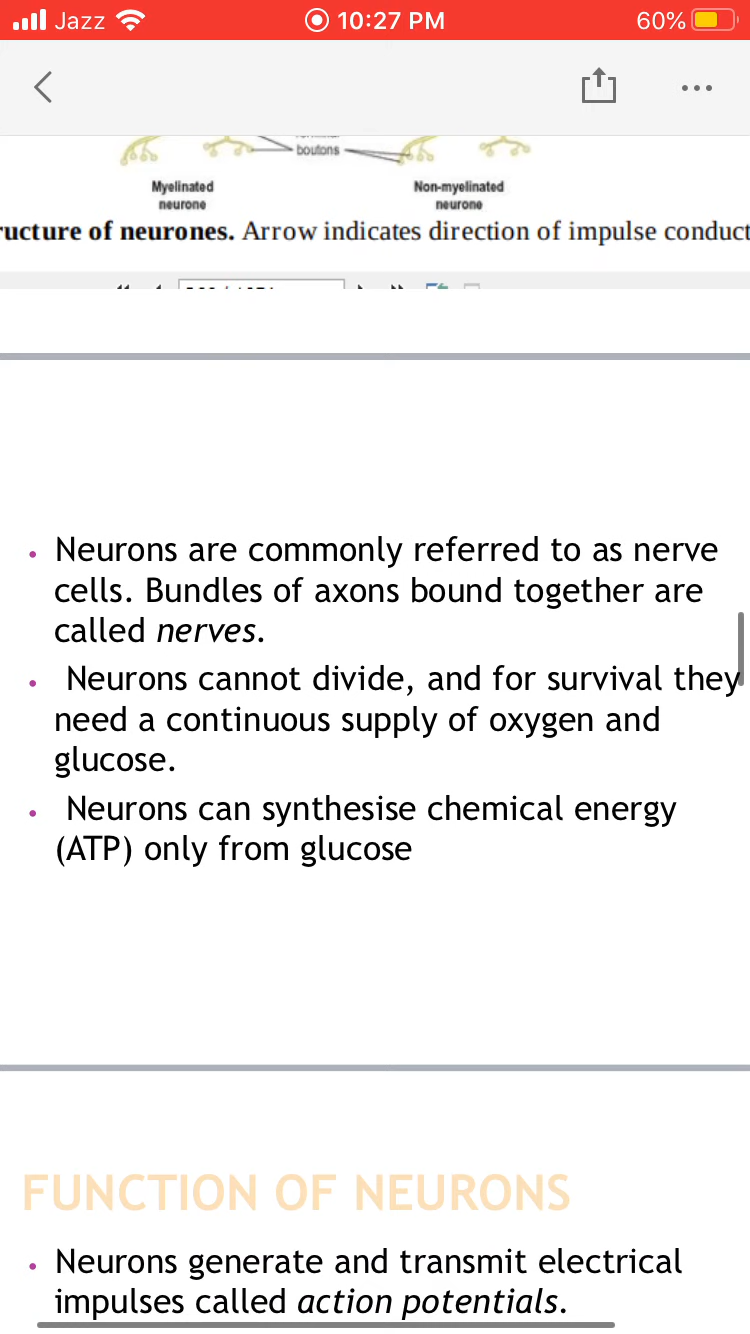 Jazz 10:27 PM 60%
boutons
Myelinated Non-myelinated
neurone neurone
ucture of neurones. Arrow indicates direction of impulse conduct
Neurons are commonly referred to as nerve
cells. Bundles of axons bound together are
called nerves.
Neurons cannot divide, and for survival they
need a continuous supply of oxygen and
glucose.
Neurons can synthesise chemical energy
(ATP) only from glucose
FUNCTION OF NEURONS
Neurons generate and transmit electrical
impulses called action potentials.